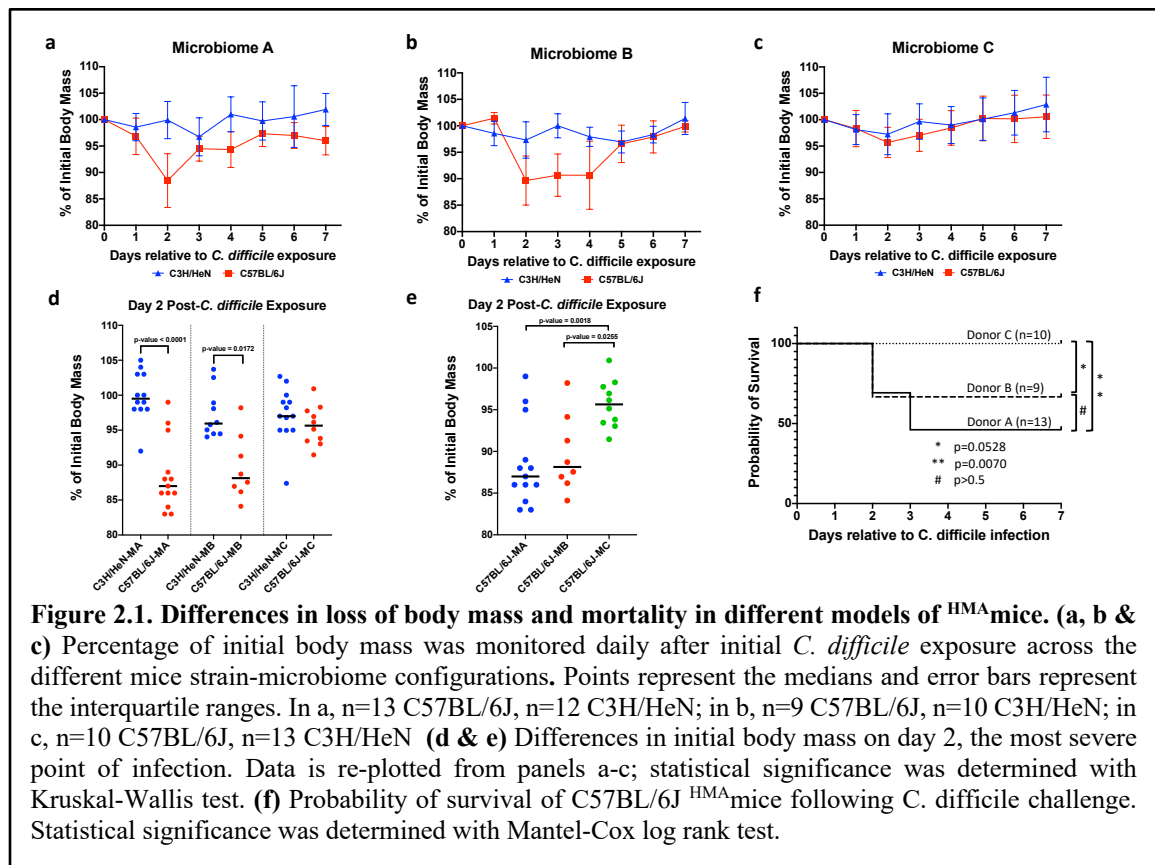 a
Microbiome A
% of Initial Body Mass
110
105
100
95
90
85
80
0 1 2 3 4 5 6 7
Days relative to C. difficile exposure
C3H/HeN C57BL/6J
b
Microbiome B
% of Initial Body Mass
110
105
100
95
90
85
80
0 1 2 3 4 5 6 7
Days relative to C. difficile exposure
C3H/HeN C57BL/6J
c
Microbiome C
% of Initial Body Mass
110
105
100
95
90
85
80
0 1 2 3 4 5 6 7
Days relative to C. difficile exposure
C3H/HeN C57BL/6J
d
Day 2 Post-C. difficile Exposure
% of Initial Body Mass
110
105
100
95
90
85
80
p-value < 0.0001
p-value = 0.0172
C3H/HeN-MA
C57BL/6J-MA
C3H/HeN-MB
C57BL/6J-MB
C3H/HeN-MC
C57BL/6J-MC
e
Day 2 Post-C. difficile Exposure
% of Initial Body Mass
105
100
95
90
85
80
p-value = 0.0018
p-value = 0.0255
C57BL/6J-MA
C57BL/6J-MB
C57BL/6J-MC
f
Probability of Survival
100
50
0
Donor C (n=10)
Donor B (n=9)
Donor A (n=13)
*
#
* *
* p=0.0528
** p=0.0070
# p>0.5
0 1 2 3 4 5 6 7
Days relative to C. difficile infection
Figure 2.1. Differences in loss of body mass and mortality in different models of HMAmice. (a, b &
c) Percentage of initial body mass was monitored daily after initial C. difficile exposure across the
different mice strain-microbiome configurations. Points represent the medians and error bars represent
the interquartile ranges. In a, n=13 C57BL/6J, n=12 C3H/HeN; in b, n=9 C57BL/6J, n=10 C3H/HeN; in
c, n=10 C57BL/6J, n=13 C3H/HeN (d & e) Differences in initial body mass on day 2, the most severe
point of infection. Data is re-plotted from panels a-c; statistical significance was determined with
Kruskal-Wallis test. (f) Probability of survival of C57BL/6J HMAmice following C. difficile challenge.
Statistical significance was determined with Mantel-Cox log rank test.